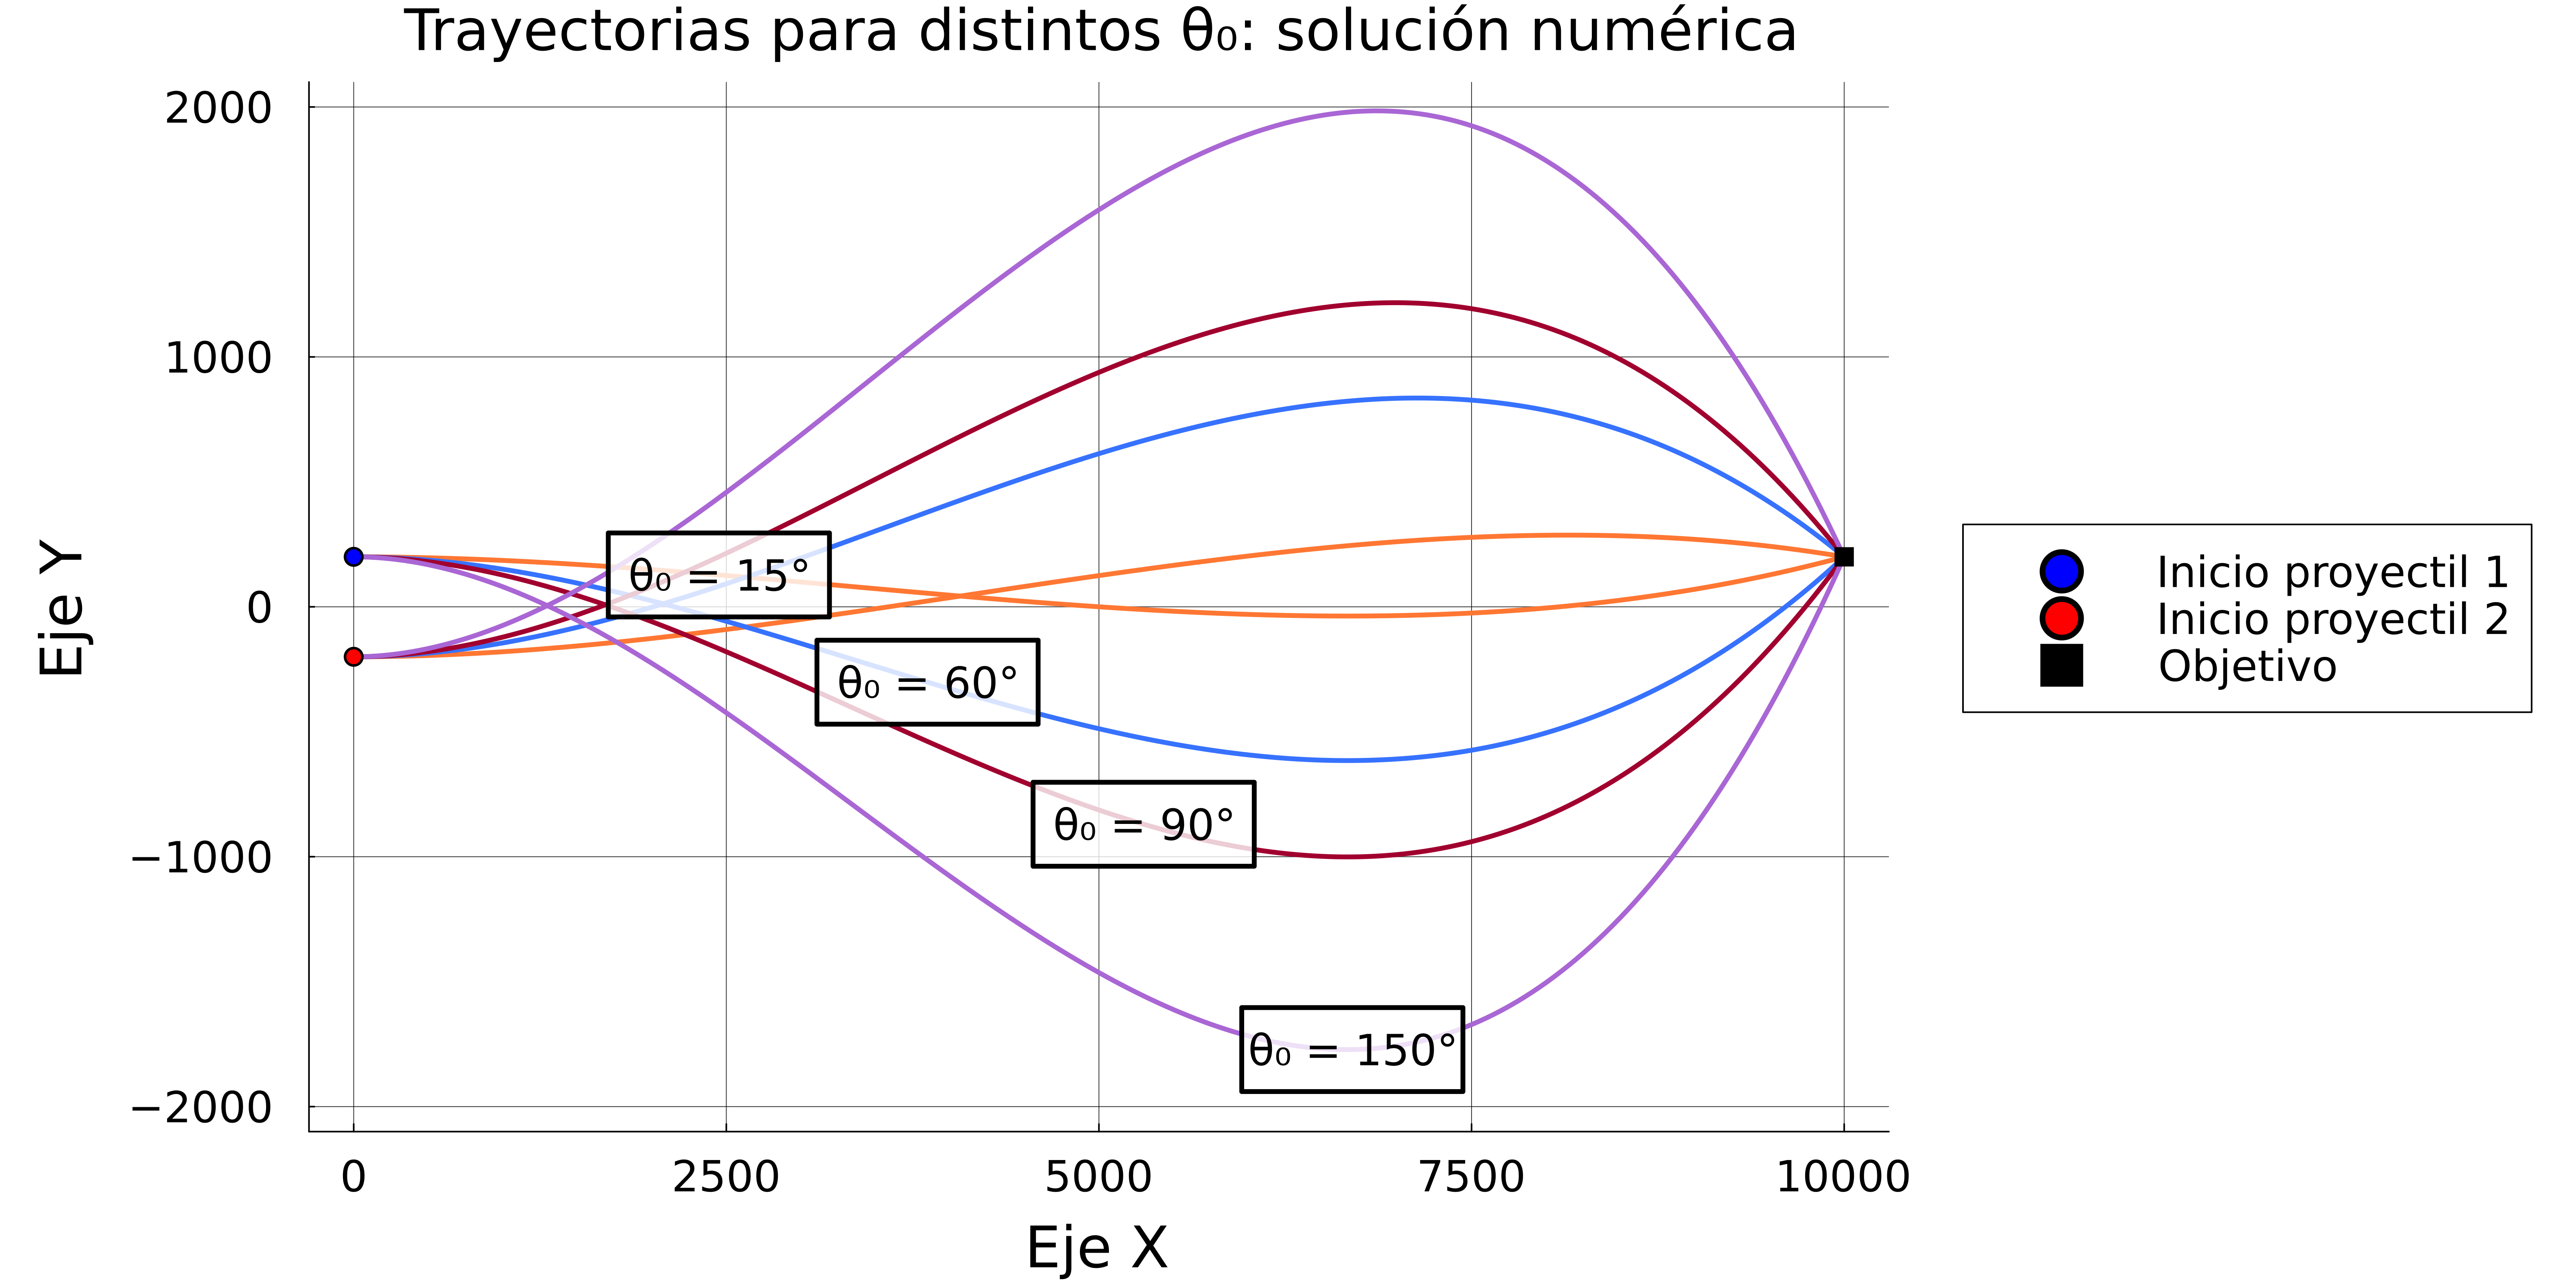 Trayectorias para distintos θ₀: solución numérica
Eje Y
2000
1000
0
−1000
−2000
θ₀ = 15°
θ₀ = 60°
θ₀ = 90°
θ₀ = 150°
0
2500
5000
7500
10000
Eje X
Inicio proyectil 1
Inicio proyectil 2
Objetivo